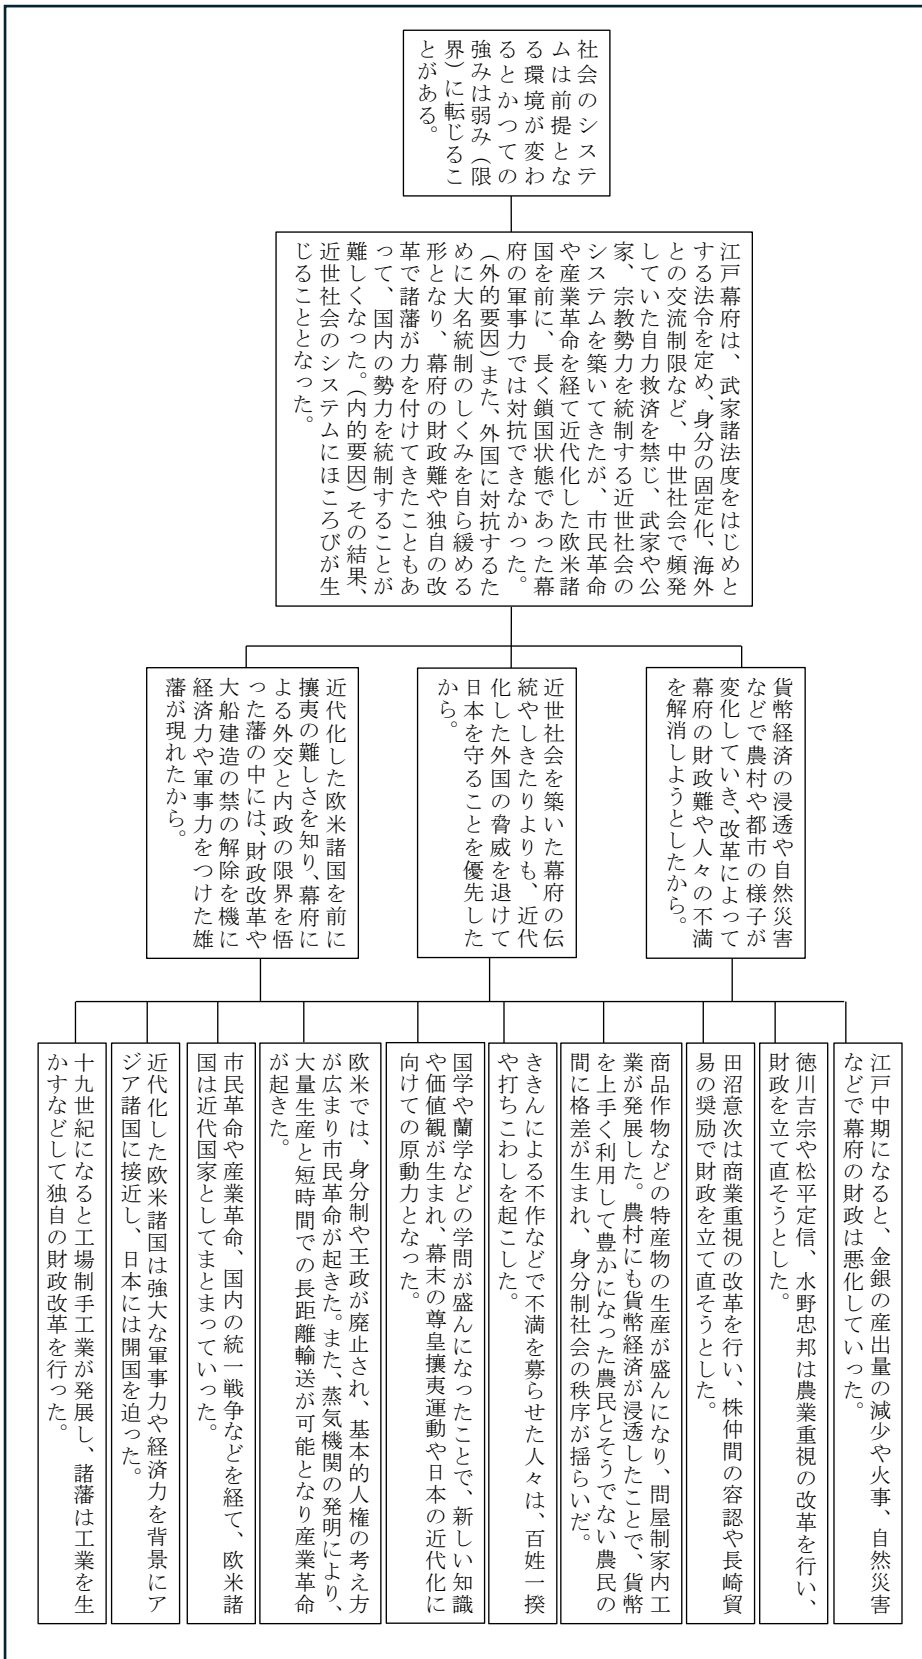 社会のシステ
ムは前提とな
る環境が変わ
るとかつての
強みは弱み（限
界）に転じるこ
とがある。
江戸幕府は、武家諸法度をはじめと
する法令を定め、身分の固定化、海外
との交流制限など、中世社会で頻発
していた自力救済を禁じ、武家や公
家、宗教勢力を統制する近世社会の
システムを築いてきたが、市民革命
や産業革命を経て近代化した欧米諸
国を前に、長く鎖国状態であった幕
府の軍事力では対抗できなかった。
（外的要因）また、外国に対抗するた
めに大名統制のしくみを自ら緩める
形となり、幕府の財政難や独自の改
革で諸藩が力を付けてきたこともあ
って、国内の勢力を統制することが
難しくなった。（内的要因）その結果、
近世社会のシステムにほころびが生
じることとなった。
貨幣経済の浸透や自然災害
などで農村や都市の様子が
変化していき、改革によって
幕府の財政難や人々の不満
を解消しようとしたから。
近世社会を築いた幕府の伝
統やしきたりよりも、近代
化した外国の脅威を退けて
日本を守ることを優先した
から。
近代化した欧米諸国を前に
攘夷の難しさを知り、幕府に
よる外交と内政の限界を悟
った藩の中には、財政改革や
大船建造の禁の解除を機に
経済力や軍事力をつけた雄
藩が現れたから。
江戸中期になると、金銀の産出量の減少や火事、自然災害
などで幕府の財政は悪化していった。
徳川吉宗や松平定信、水野忠邦は農業重視の改革を行い、
財政を立て直そうとした。
田沼意次は商業重視の改革を行い、株仲間の容認や長崎貿
易の奨励で財政を立て直そうとした。
商品作物などの特産物の生産が盛んになり、問屋制家内工
業が発展した。農村にも貨幣経済が浸透したことで、貨幣
を上手く利用して豊かになった農民とそうでない農民の
間に格差が生まれ、身分制社会の秩序が揺らいだ。
ききんによる不作などで不満を募らせた人々は、百姓一揆
や打ちこわしを起こした。
国学や蘭学などの学問が盛んになったことで、新しい知識
や価値観が生まれ、幕末の尊皇攘夷運動や日本の近代化に
向けての原動力となった。
欧米では、身分制や王政が廃止され、基本的人権の考え方
が広まり市民革命が起きた。また、蒸気機関の発明により、
大量生産と短時間での長距離輸送が可能となり産業革命
が起きた。
市民革命や産業革命、国内の統一戦争などを経て、欧米諸
国は近代国家としてまとまっていった。
近代化した欧米諸国は強大な軍事力や経済力を背景にア
ジア諸国に接近し、日本には開国を迫った。
十九世紀になると工場制手工業が発展し、諸藩は工業を生
かすなどして独自の財政改革を行った。